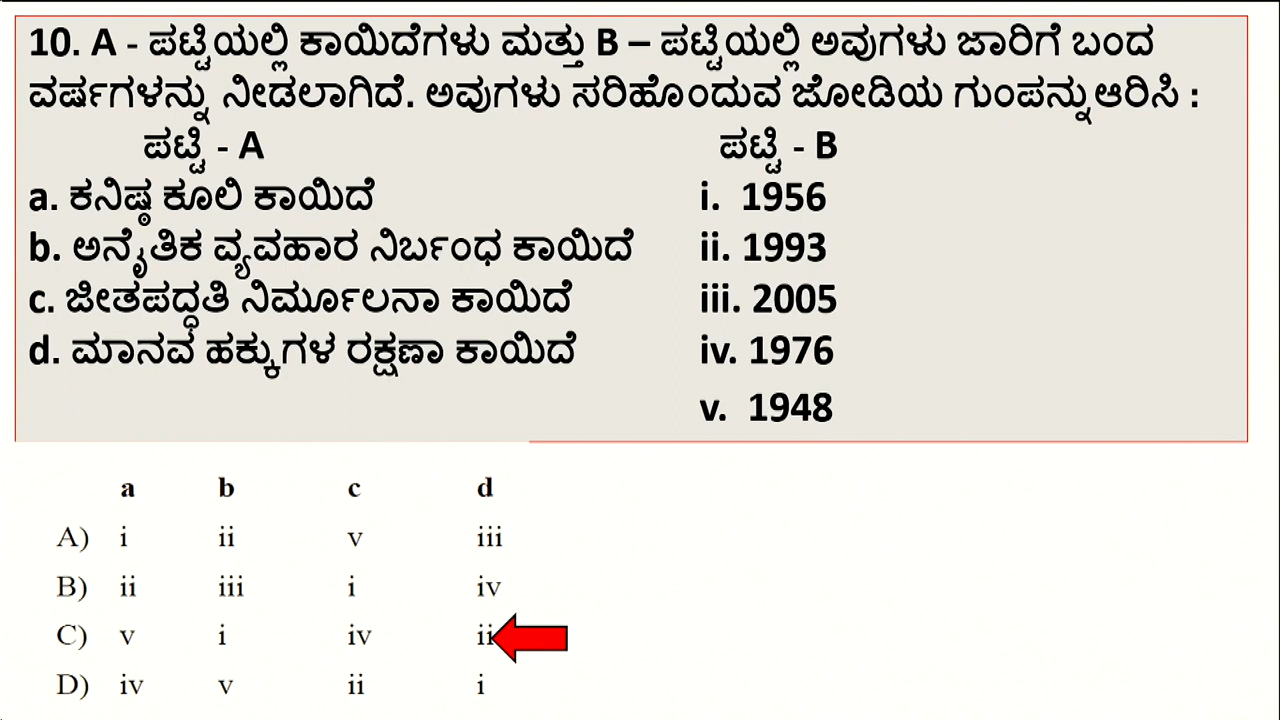 10. A - ಪಟ್ಟಿಯಲ್ಲಿ ಕಾಯಿದೆಗಳು ಮತ್ತು B – ಪಟ್ಟಿಯಲ್ಲಿ ಅವುಗಳು ಜಾರಿಗೆ ಬಂದ
ವರ್ಷಗಳನ್ನು ನೀಡಲಾಗಿದೆ. ಅವುಗಳು ಸರಿಹೊಂದುವ ಜೋಡಿಯ ಗುಂಪನ್ನುಆರಿಸಿ :
ಪಟ್ಟಿ - A ಪಟ್ಟಿ - B
a. ಕನಿಷ್ಠ ಕೂಲಿ ಕಾಯಿದೆ i. 1956
b. ಅನೈತಿಕ ವ್ಯವಹಾರ ನಿರ್ಬಂಧ ಕಾಯಿದೆ ii. 1993
c. ಜೀತಪದ್ಧತಿ ನಿರ್ಮೂಲನಾ ಕಾಯಿದೆ iii. 2005
d. ಮಾನವ ಹಕ್ಕುಗಳ ರಕ್ಷಣಾ ಕಾಯಿದೆ iv. 1976
v. 1948
a b c d
A) i ii v iii
B) ii iii i iv
C) v i iv ii
D) iv v ii i